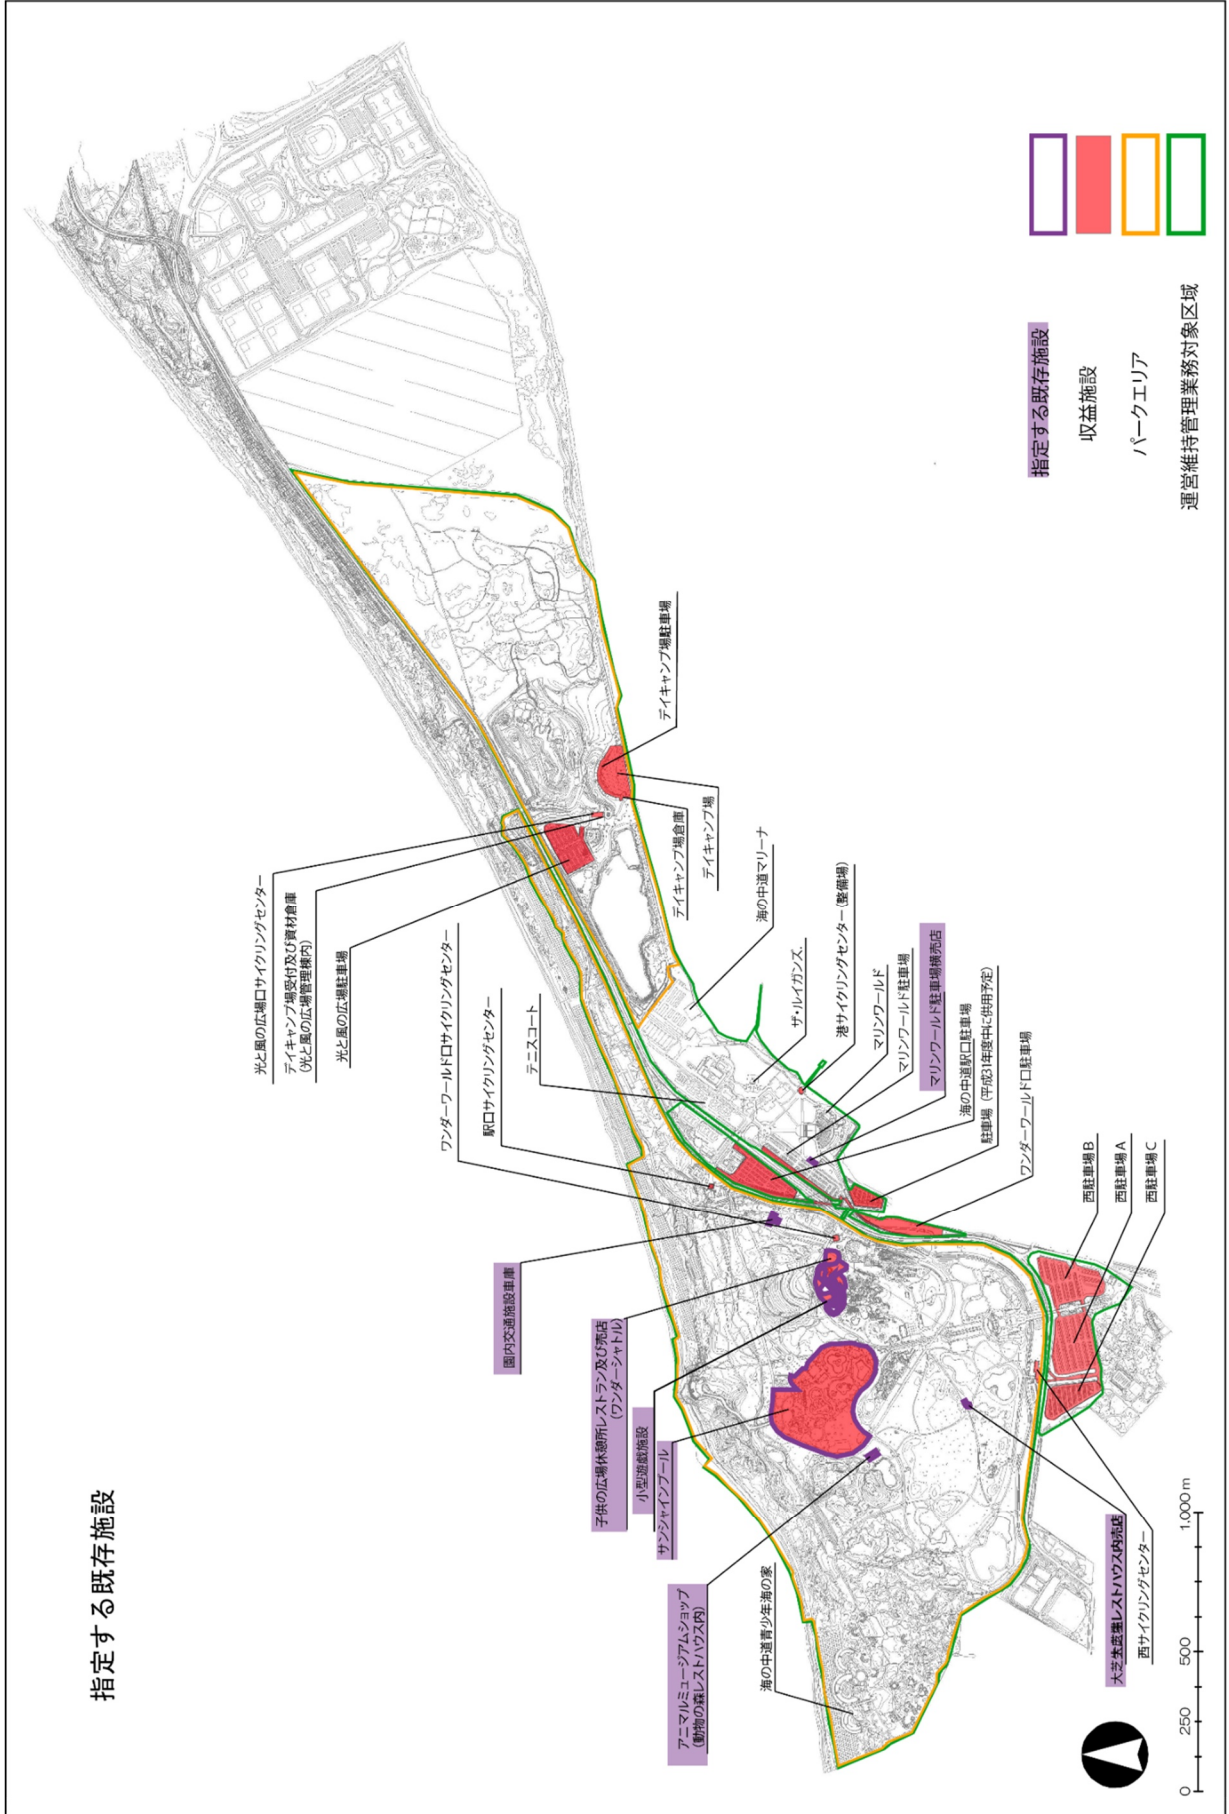 指定する既存施設
光と風の広場口サイクリングセンター
デイキャンプ場受付及び資材倉庫
(光と風の広場管理棟内)
光と風の広場駐車場
ワンダーワールド口サイクリングセンター
駅口サイクリングセンター
テニスコート
園内交通施設車庫
子供の広場休憩所レストラン及び売店
(ワンダーシャトル)
小型遊戯施設
サンシャインプール
アニマルミュージアムショップ
(動物の森レストハウス内)
海の中道青少年海の家
デイキャンプ場駐車場
デイキャンプ場
デイキャンプ場倉庫
海の中道マリーナ
ザ・ルイガンズ.
港サイクリングセンター(整備場)
マリンワールド
マリンワールド駐車場
マリンワールド駐車場横売店
海の中道駅口駐車場
駐車場 (平成31年度中に供用予定)
ワンダーワールド口駐車場
西駐車場B
西駐車場A
西駐車場C
西サイクリングセンター
指定する既存施設
収益施設
パークエリア
運営維持管理業務対象区域
0 250 500 1,000 m